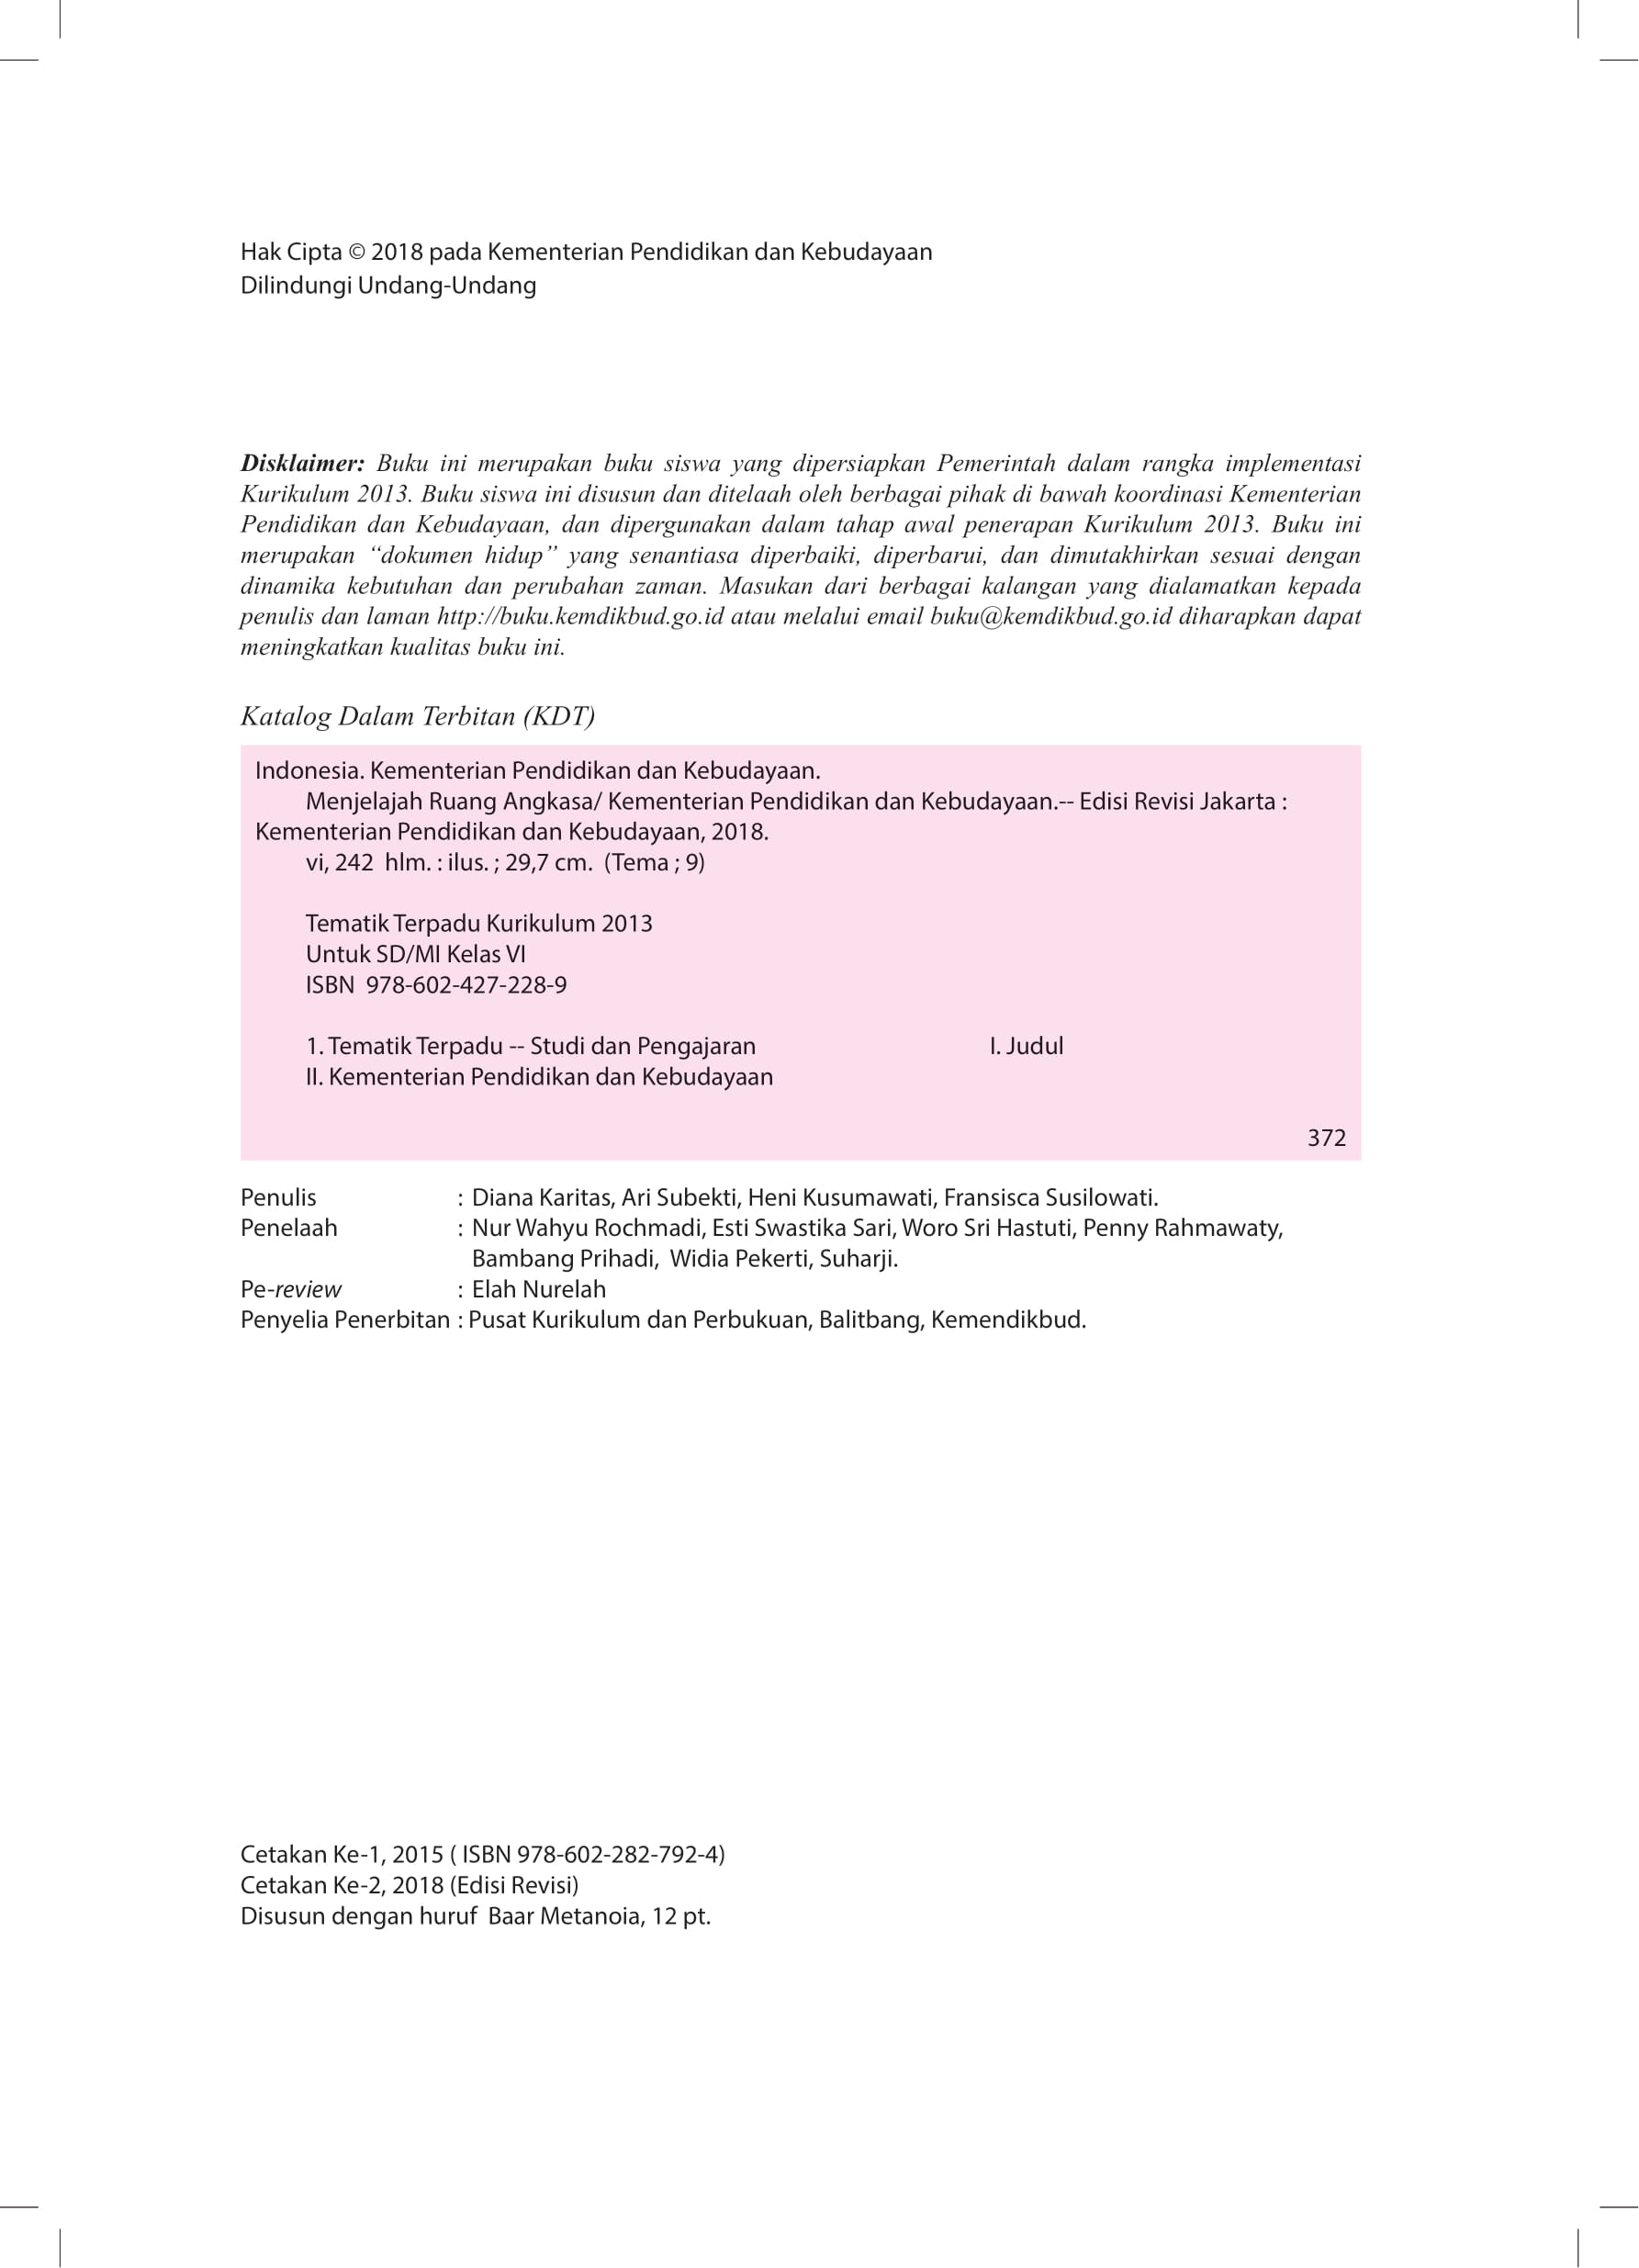 Hak Cipta © 2018 pada Kementerian Pendidikan dan Kebudayaan
Dilindungi Undang-Undang
Disklaimer: Buku ini merupakan buku siswa yang dipersiapkan Pemerintah dalam rangka implementasi
Kurikulum 2013. Buku siswa ini disusun dan ditelaah oleh berbagai pihak di bawah koordinasi Kementerian
Pendidikan dan Kebudayaan, dan dipergunakan dalam tahap awal penerapan Kurikulum 2013. Buku ini
merupakan “dokumen hidup” yang senantiasa diperbaiki, diperbarui, dan dimutakhirkan sesuai dengan
dinamika kebutuhan dan perubahan zaman. Masukan dari berbagai kalangan yang dialamatkan kepada
penulis dan laman http://buku.kemdikbud.go.id atau melalui email buku@kemdikbud.go.id diharapkan dapat
meningkatkan kualitas buku ini.
Katalog Dalam Terbitan (KDT)
Indonesia. Kementerian Pendidikan dan Kebudayaan.
Menjelajah Ruang Angkasa/ Kementerian Pendidikan dan Kebudayaan.-- Edisi Revisi Jakarta :
Kementerian Pendidikan dan Kebudayaan, 2018.
vi, 242 hlm. : ilus. ; 29,7 cm. (Tema ; 9)
Tematik Terpadu Kurikulum 2013
Untuk SD/MI Kelas VI
ISBN 978-602-427-228-9
1. Tematik Terpadu -- Studi dan Pengajaran I. Judul
II. Kementerian Pendidikan dan Kebudayaan
372
Penulis : Diana Karitas, Ari Subekti, Heni Kusumawati, Fransisca Susilowati.
Penelaah : Nur Wahyu Rochmadi, Esti Swastika Sari, Woro Sri Hastuti, Penny Rahmawaty,
Bambang Prihadi, Widia Pekerti, Suharji.
Pe-review : Elah Nurelah
Penyelia Penerbitan : Pusat Kurikulum dan Perbukuan, Balitbang, Kemendikbud.
Cetakan Ke-1, 2015 ( ISBN 978-602-282-792-4)
Cetakan Ke-2, 2018 (Edisi Revisi)
Disusun dengan huruf Baar Metanoia, 12 pt.